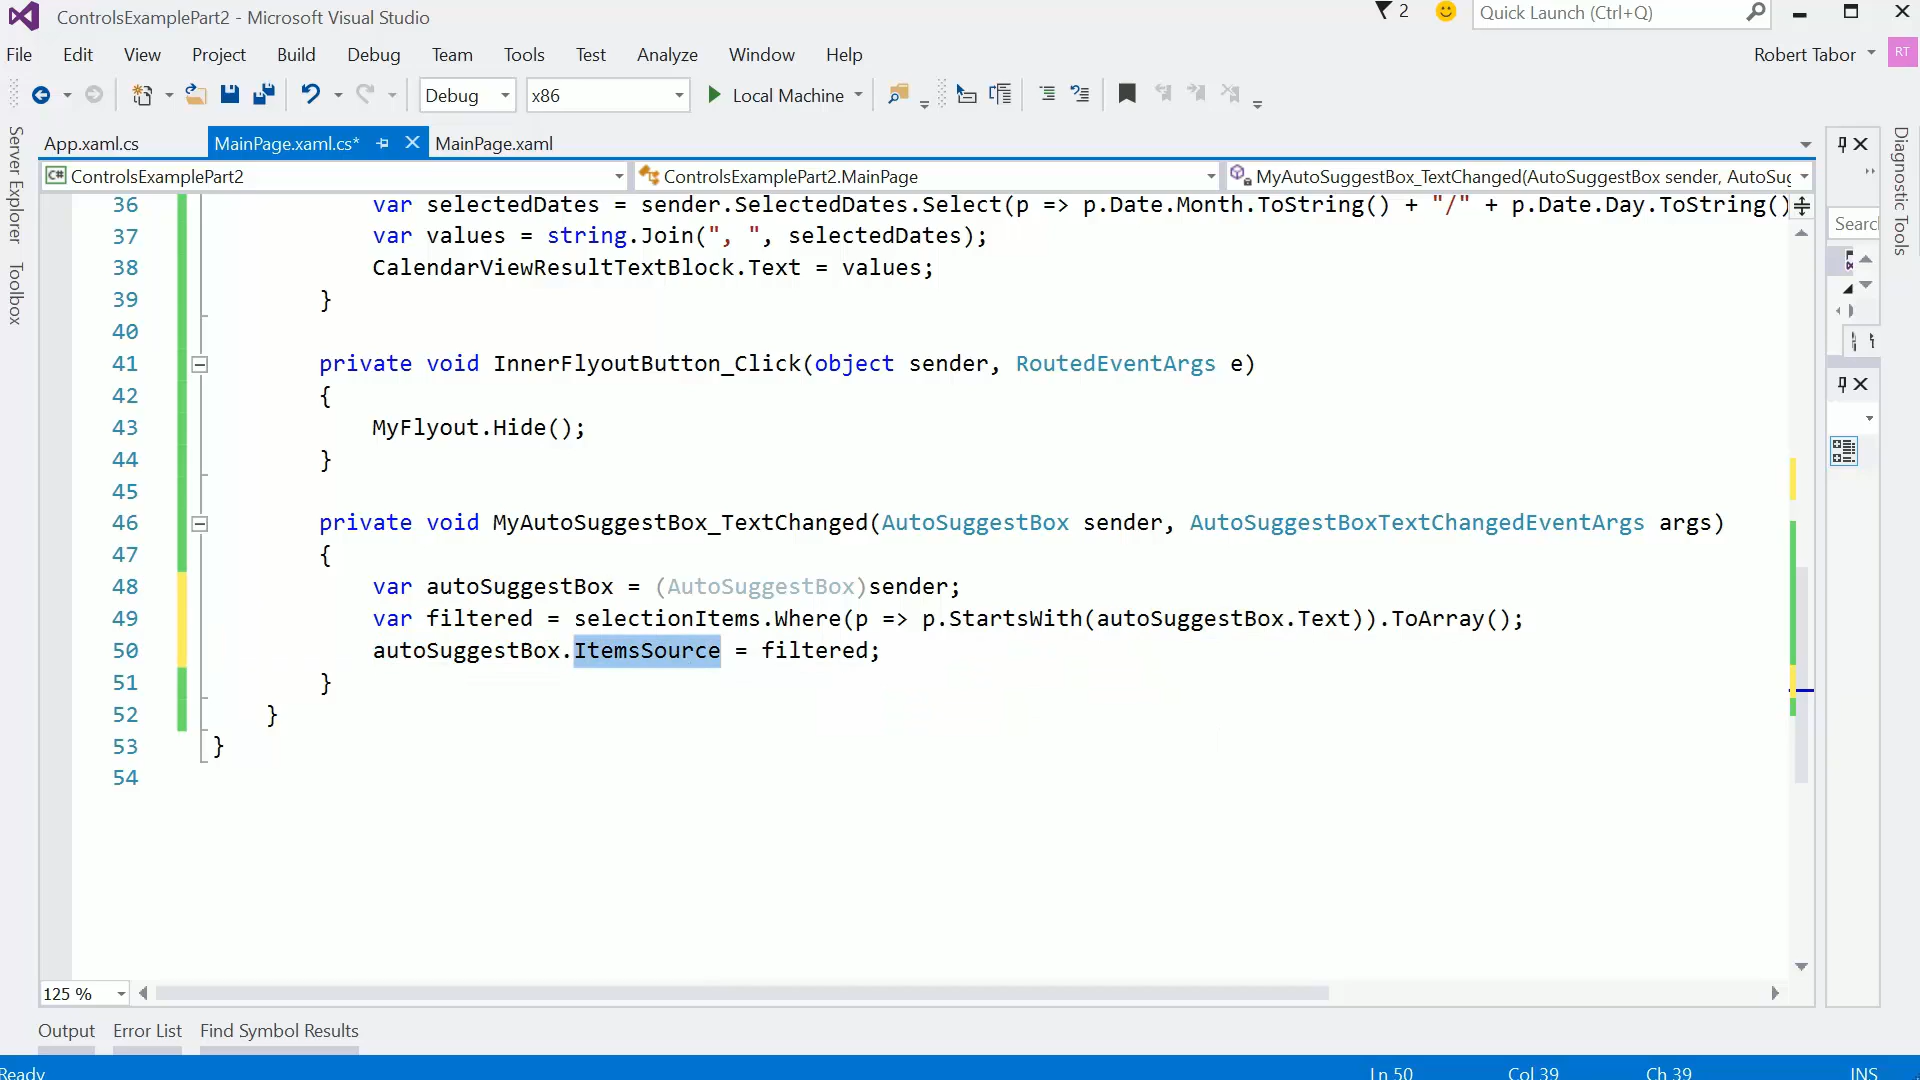 ControlsExamplePart2 - Microsoft Visual Studio
2
Quick Launch (Ctrl+Q)
File Edit View Project Build Debug Team Tools Test Analyze Window Help
Robert Tabor RT
Debug x86 Local Machine
Server Explorer
Toolbox
App.xaml.cs MainPage.xaml.cs* MainPage.xaml
C# ControlsExamplePart2 ControlsExamplePart2.MainPage MyAutoSuggestBox_TextChanged(AutoSuggestBox sender, AutoSug
36 var selectedDates = sender.SelectedDates.Select(p => p.Date.Month.ToString() + "/" + p.Date.Day.ToString()
37 var values = string.Join(", ", selectedDates);
38 CalendarViewResultTextBlock.Text = values;
39 }
40
41 private void InnerFlyoutButton_Click(object sender, RoutedEventArgs e)
42 {
43 MyFlyout.Hide();
44 }
45
46 private void MyAutoSuggestBox_TextChanged(AutoSuggestBox sender, AutoSuggestBoxTextChangedEventArgs args)
47 {
48 var autoSuggestBox = (AutoSuggestBox)sender;
49 var filtered = selectionItems.Where(p => p.StartsWith(autoSuggestBox.Text)).ToArray();
50 autoSuggestBox.ItemsSource = filtered;
51 }
52 }
53 }
54
125 %
Searc
Diagnostic Tools
Output Error List Find Symbol Results
Ready Ln 50 Col 39 Ch 39 INS